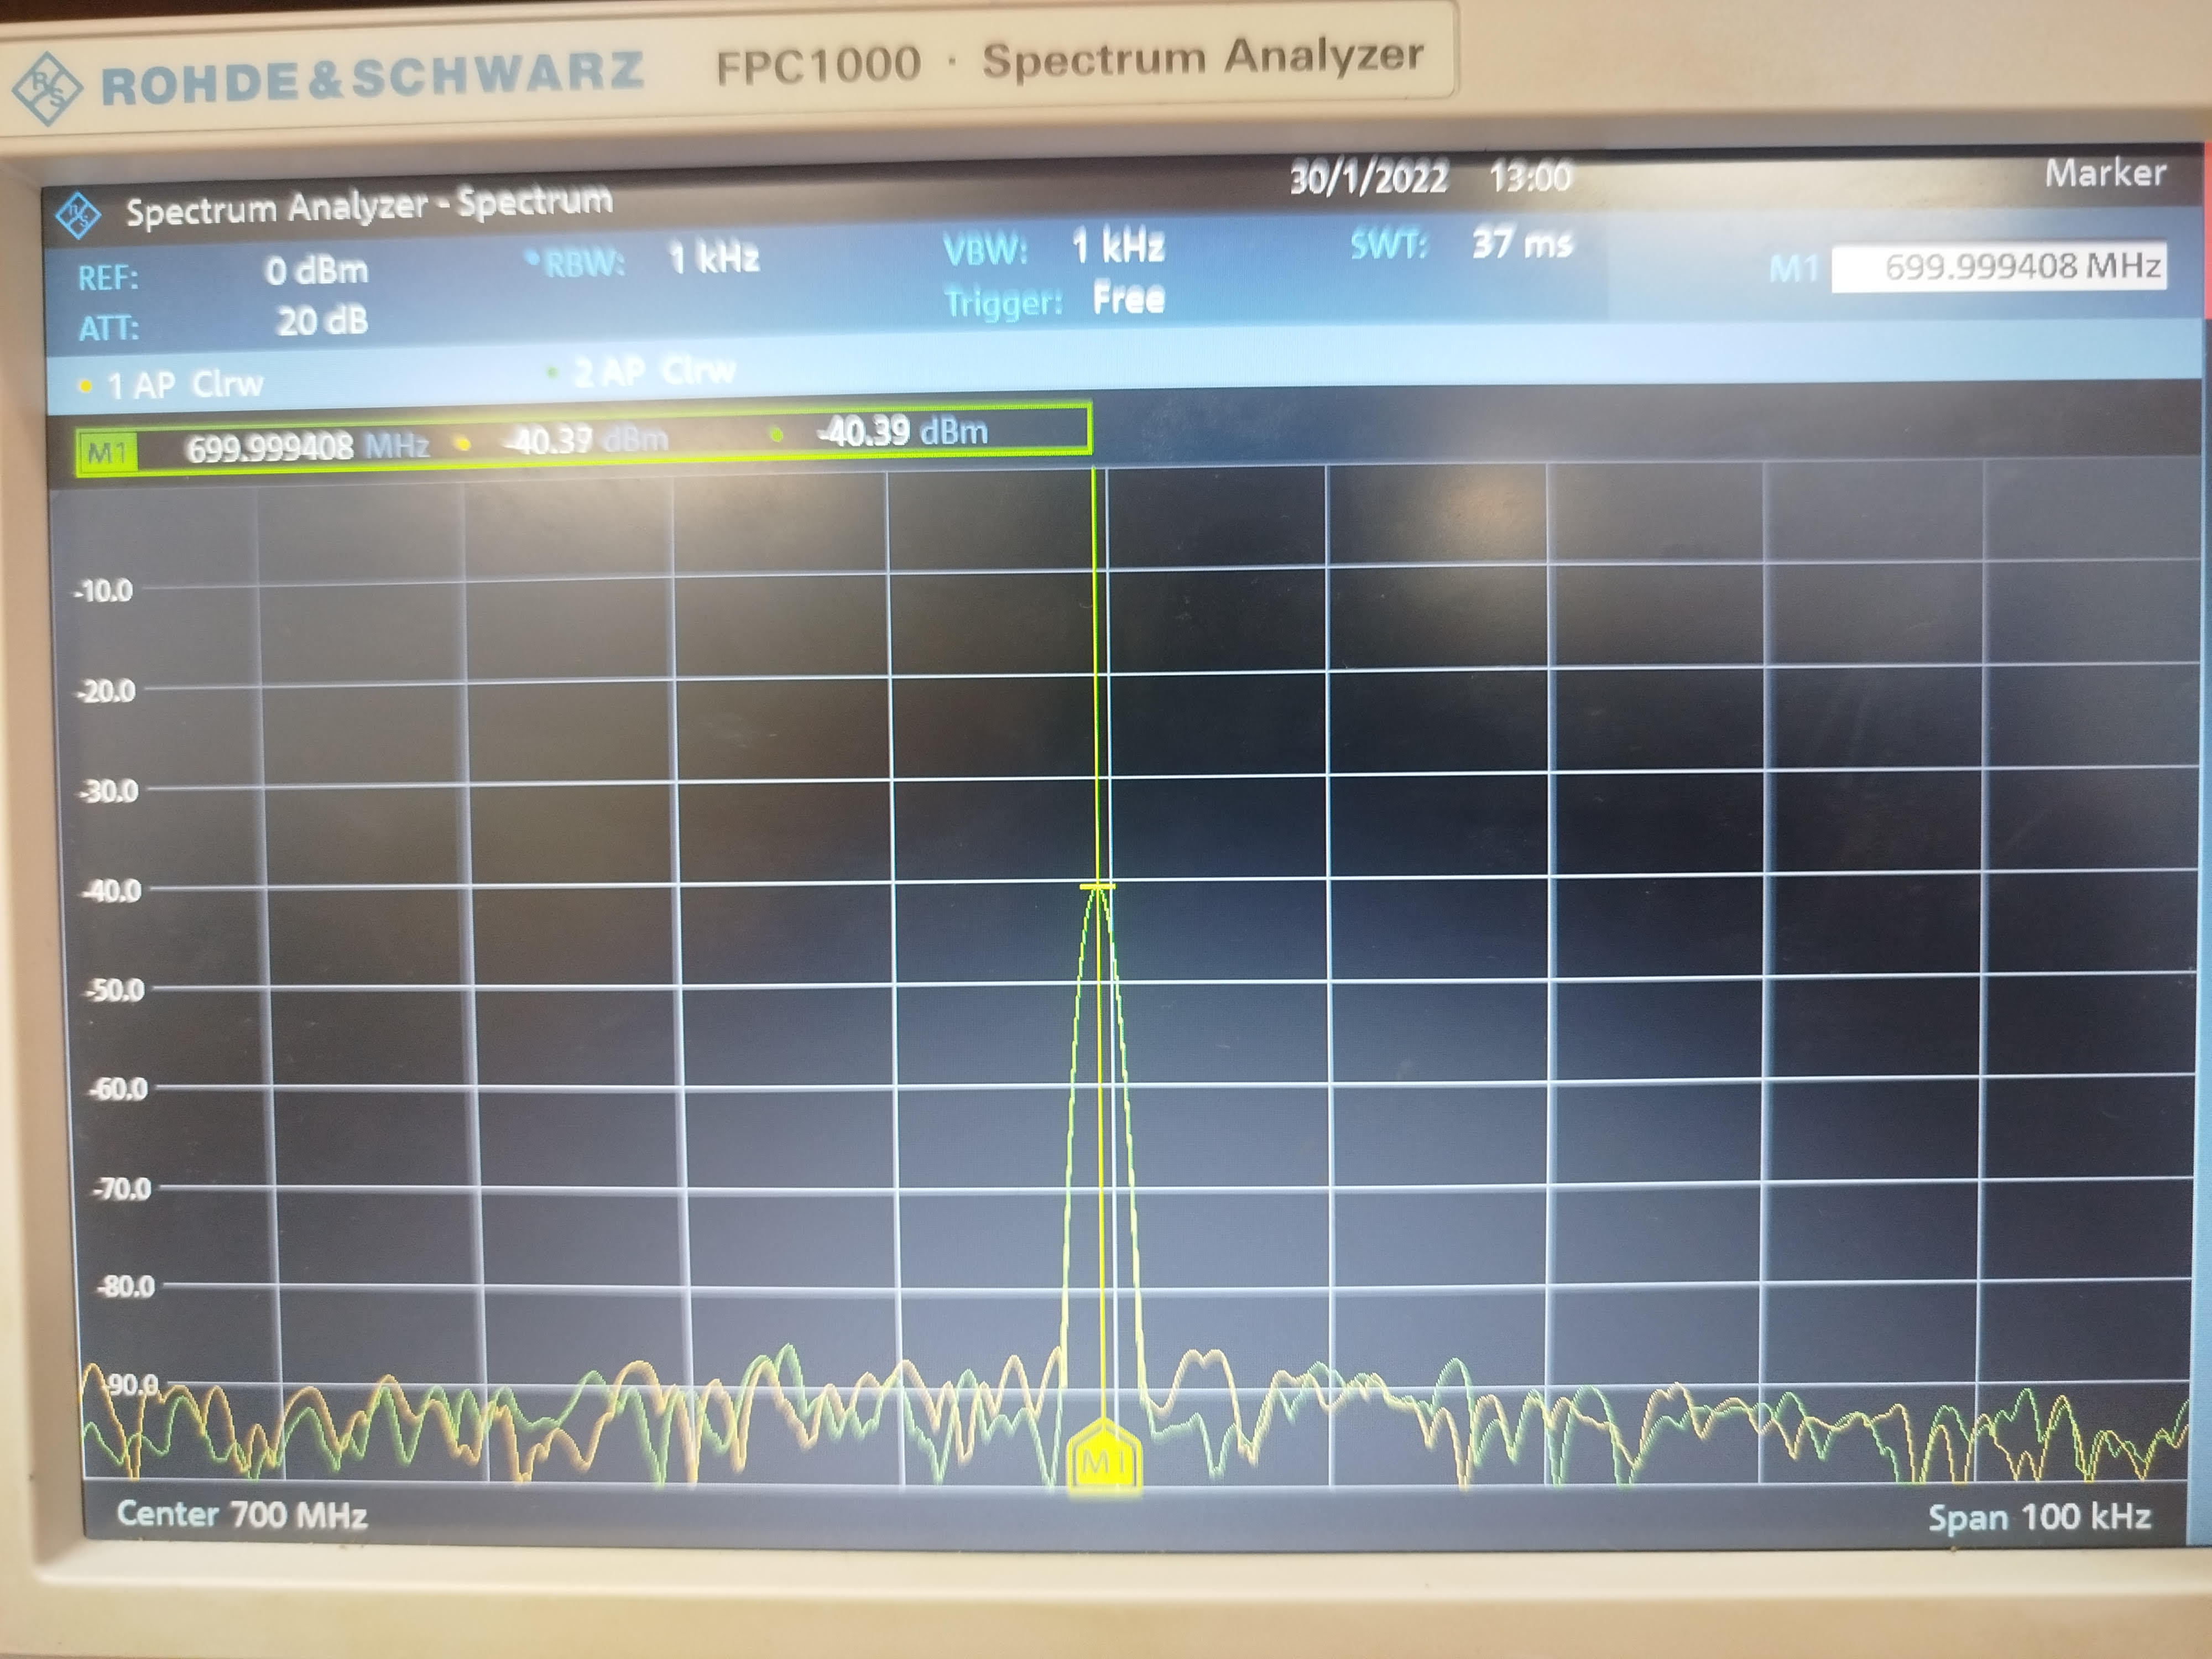 ROHDE&SCHWARZ FPC1000 · Spectrum Analyzer
Spectrum Analyzer - Spectrum 30/1/2022 13:00 Marker
REF: 0 dBm RBW: 1 kHz VBW: 1 kHz SWT: 37 ms M1 699.999408 MHz
ATT: 20 dB Trigger: Free
1 AP Clrw 2 AP Clrw
M1 699.999408 MHz -40.39 dBm -40.39 dBm
-10.0
-20.0
-30.0
-40.0
-50.0
-60.0
-70.0
-80.0
-90.0
M1
Center 700 MHz Span 100 kHz